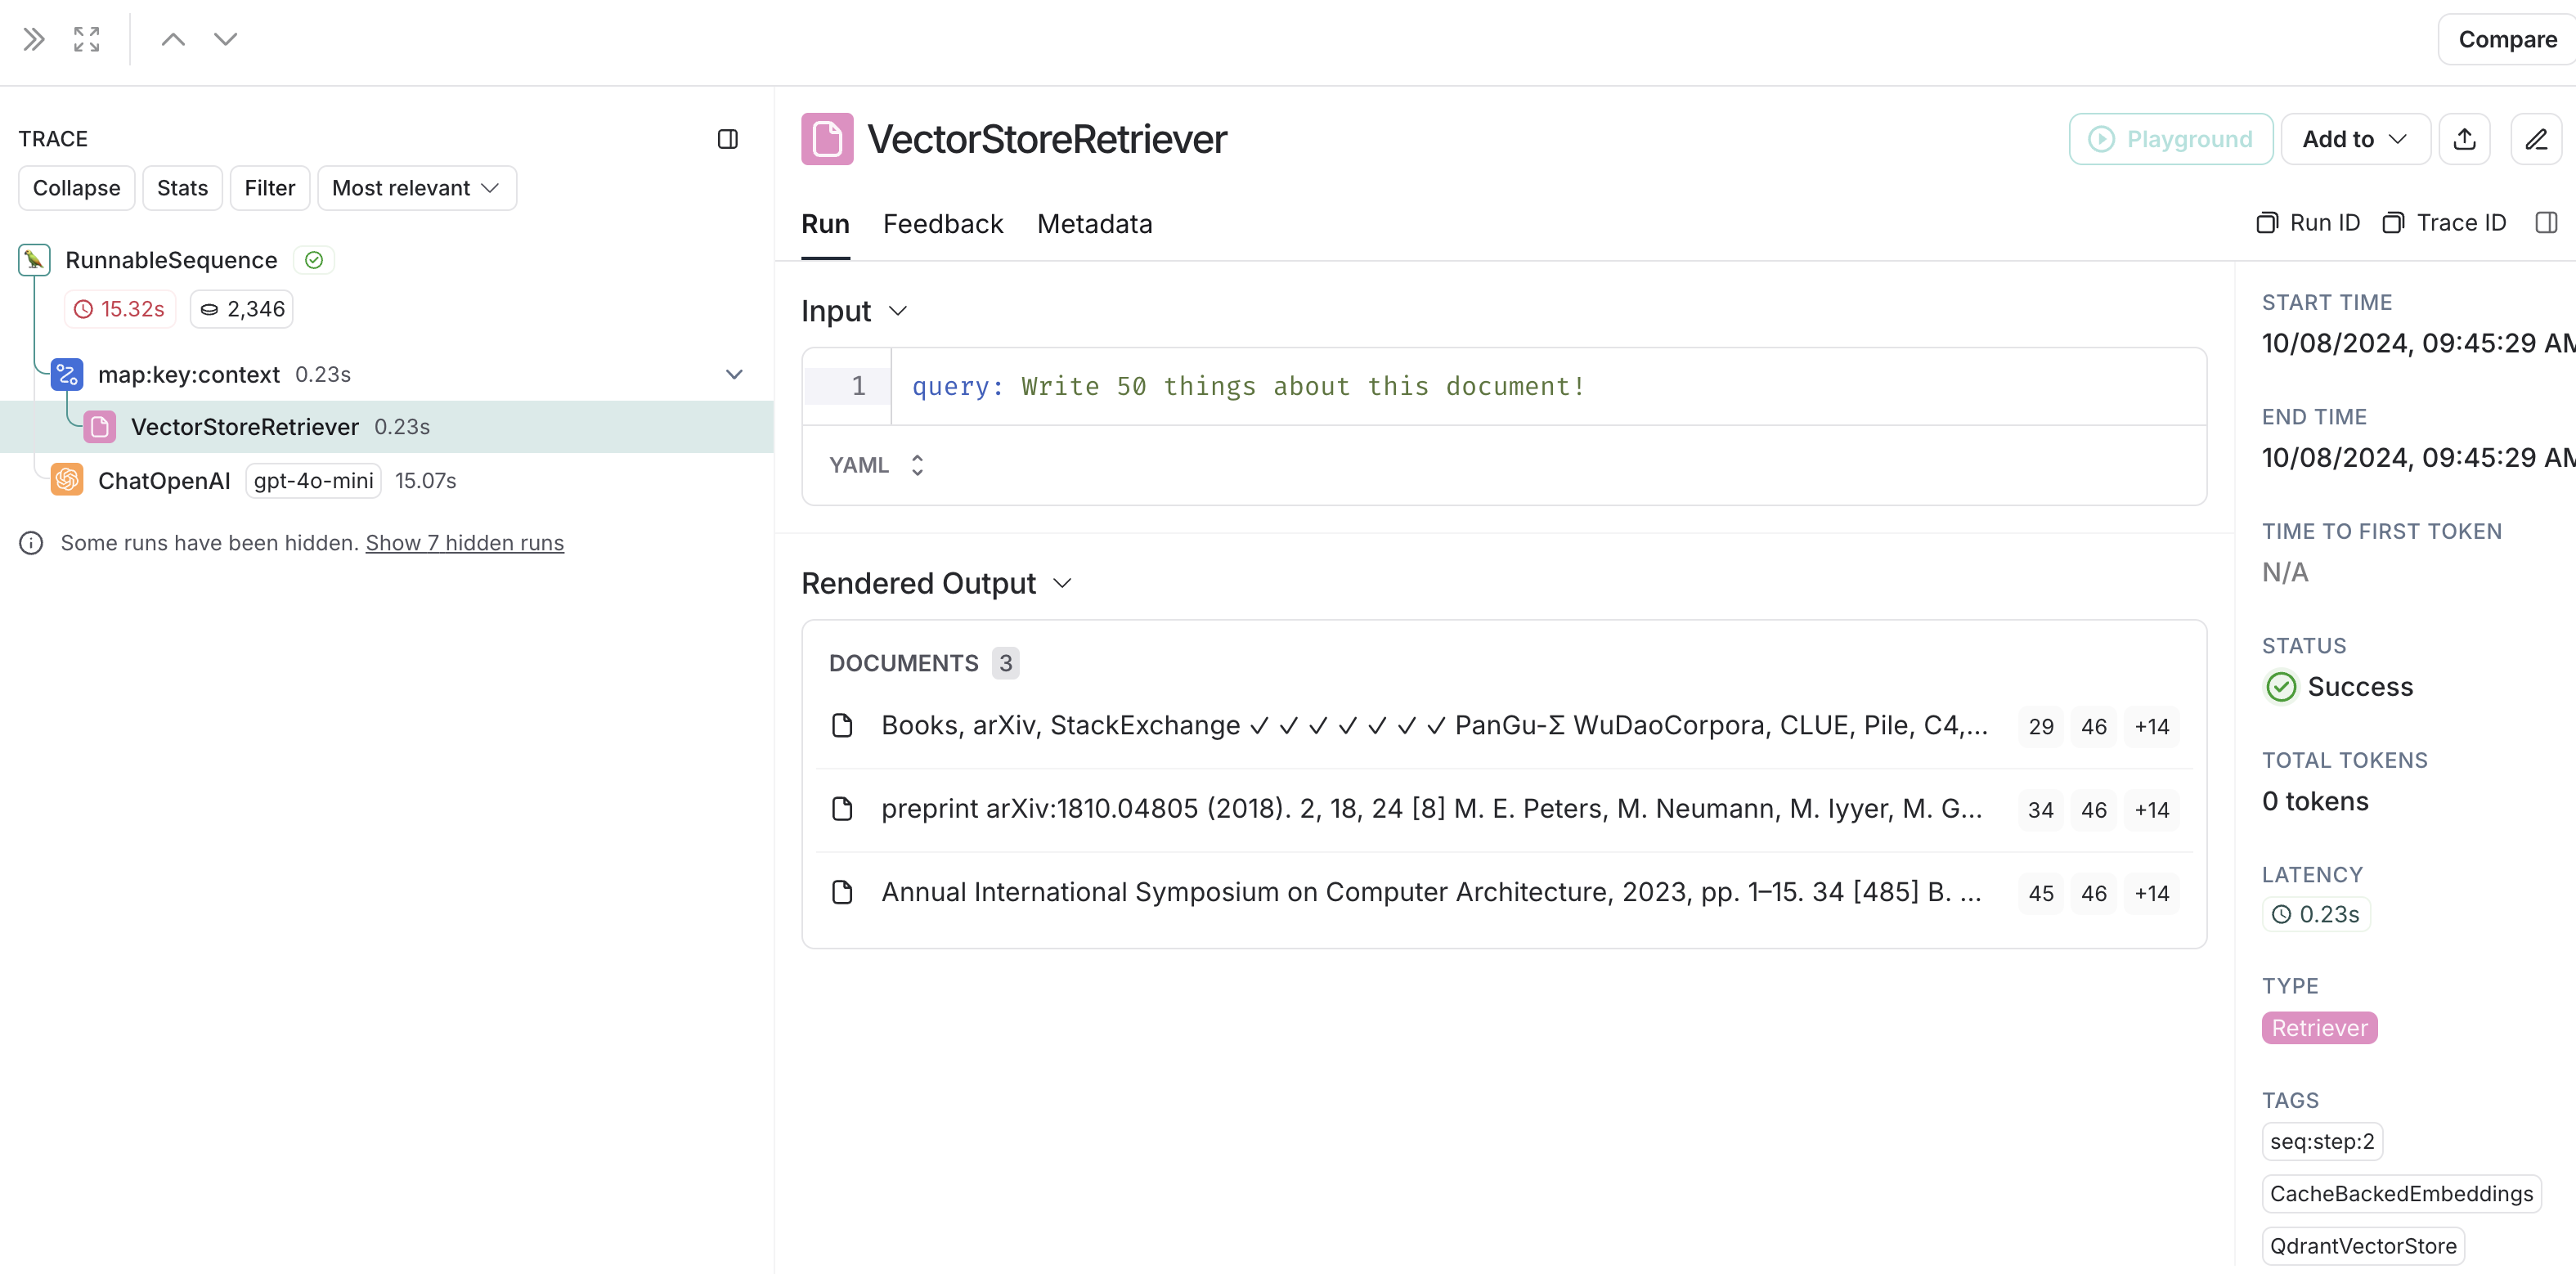 Compare
TRACE
Collapse Stats Filter Most relevant
RunnableSequence
15.32s 2,346
map:key:context 0.23s
VectorStoreRetriever 0.23s
ChatOpenAI gpt-4o-mini 15.07s
Some runs have been hidden. Show 7 hidden runs
VectorStoreRetriever
Playground Add to
Run Feedback Metadata
Run ID Trace ID
Input
1 query: Write 50 things about this document!
YAML
Rendered Output
DOCUMENTS 3
Books, arXiv, StackExchange ✓ ✓ ✓ ✓ ✓ ✓ ✓ PanGu-Σ WuDaoCorpora, CLUE, Pile, C4,... 29 46 +14
preprint arXiv:1810.04805 (2018). 2, 18, 24 [8] M. E. Peters, M. Neumann, M. Iyyer, M. G... 34 46 +14
Annual International Symposium on Computer Architecture, 2023, pp. 1–15. 34 [485] B. ... 45 46 +14
START TIME
10/08/2024, 09:45:29 AM
END TIME
10/08/2024, 09:45:29 AM
TIME TO FIRST TOKEN
N/A
STATUS
Success
TOTAL TOKENS
0 tokens
LATENCY
0.23s
TYPE
Retriever
TAGS
seq:step:2
CacheBackedEmbeddings
QdrantVectorStore